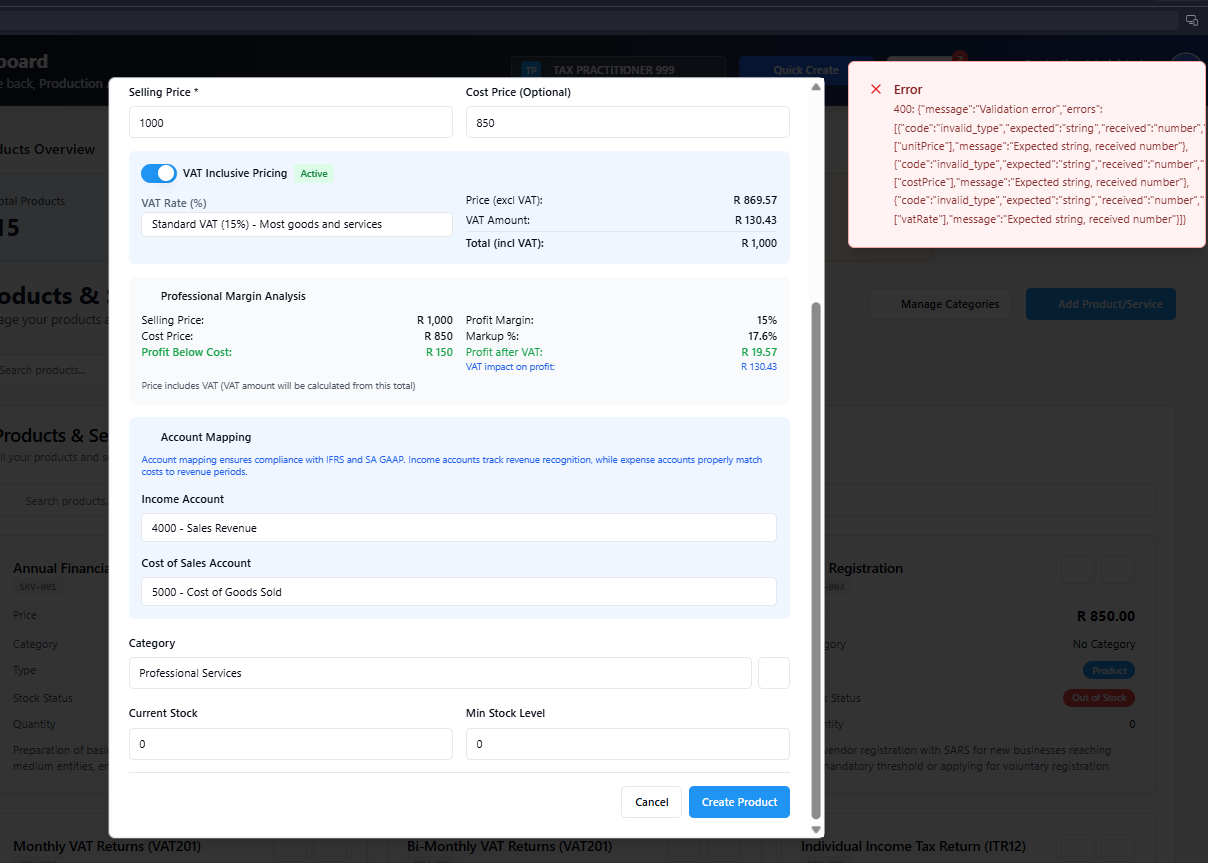 board
e back, Production
TP TAX PRACTITIONER 999
Quick Create
2
Error
400: {"message":"Validation error","errors":
[{"code":"invalid_type","expected":"string","received":"number",
["unitPrice"],"message":"Expected string, received number"},
{"code":"invalid_type","expected":"string","received":"number",
["costPrice"],"message":"Expected string, received number"},
{"code":"invalid_type","expected":"string","received":"number",
["vatRate"],"message":"Expected string, received number"}]}
ducts Overview
otal Products
15
oducts &
age your products a
Manage Categories
Add Product/Service
Search products...
Products & Se
ll your products and se
Search products.
Selling Price *
Cost Price (Optional)
1000
850
VAT Inclusive Pricing Active
VAT Rate (%)
Standard VAT (15%) - Most goods and services
Price (excl VAT): R 869.57
VAT Amount: R 130.43
Total (incl VAT): R 1,000
Professional Margin Analysis
Selling Price: R 1,000 Profit Margin: 15%
Cost Price: R 850 Markup %: 17.6%
Profit Below Cost: R 150 Profit after VAT: R 19.57
VAT impact on profit: R 130.43
Price includes VAT (VAT amount will be calculated from this total)
Account Mapping
Account mapping ensures compliance with IFRS and SA GAAP. Income accounts track revenue recognition, while expense accounts properly match
costs to revenue periods.
Income Account
4000 - Sales Revenue
Cost of Sales Account
5000 - Cost of Goods Sold
Category
Professional Services
Current Stock
Min Stock Level
0
0
Cancel
Create Product
Annual Financia
SRV-001
Price
Category
Type
Stock Status
Quantity
Preparation of basi
medium entities, en
Registration
-003
R 850.00
gory No Category
Product
Status Out of Stock
tity 0
vendor registration with SARS for new businesses reaching
mandatory threshold or applying for voluntary registration
Monthly VAT Returns (VAT201)
Bi-Monthly VAT Returns (VAT201)
Individual Income Tax Return (ITR12)